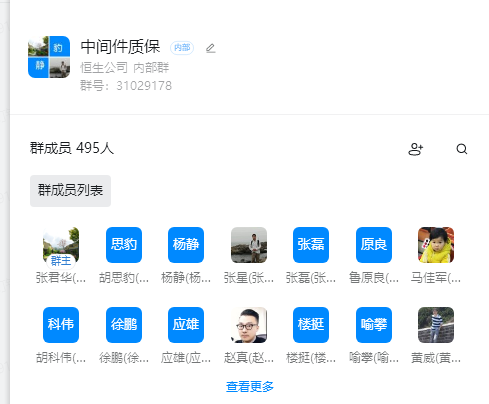 豹
静
中间件质保 内部
恒生公司 内部群
群号：31029178
群成员 495人
群成员列表
思豹 杨静 张磊 原良
群主
张君华(... 胡思豹(... 杨静(杨... 张星(张... 张磊(张... 鲁原良(... 马佳军(...
科伟 徐鹏 应雄 楼挺 喻攀
胡科伟(... 徐鹏(徐... 应雄(应... 赵真(赵... 楼挺(楼... 喻攀(喻... 黄威(黄...
查看更多